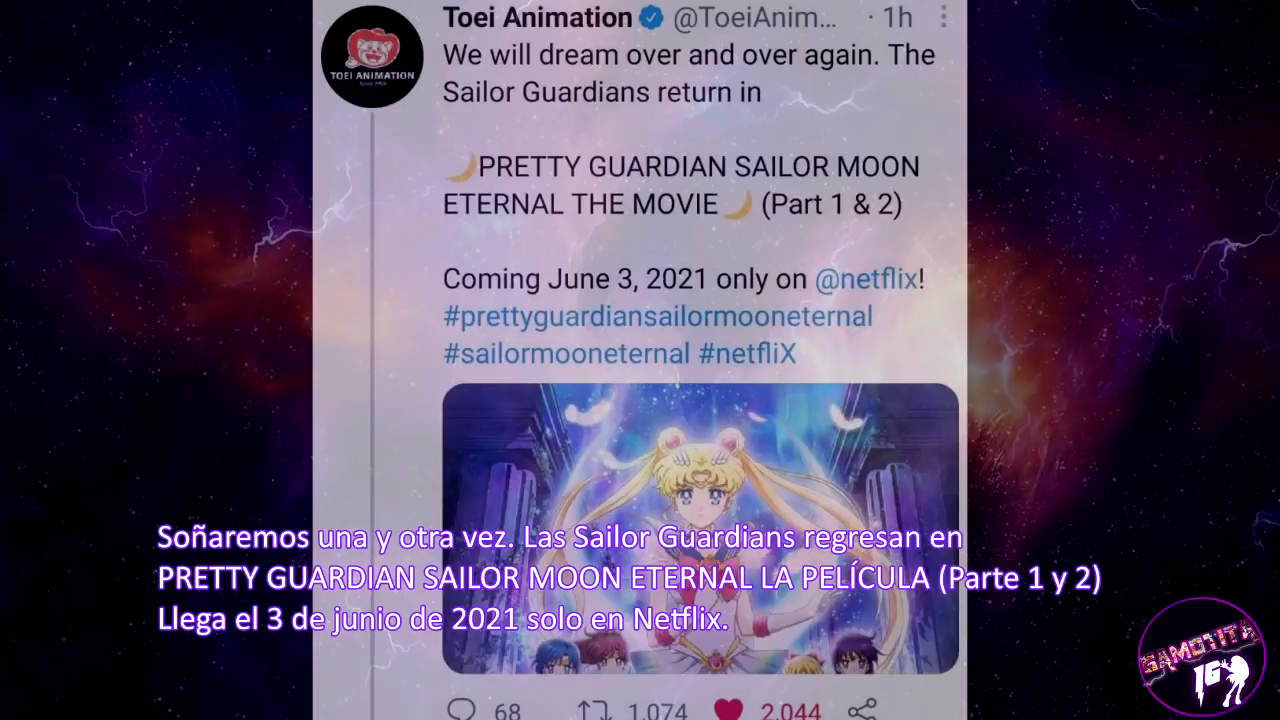 Toei Animation @ToeiAnim... · 1h
We will dream over and over again. The
Sailor Guardians return in
🌙PRETTY GUARDIAN SAILOR MOON
ETERNAL THE MOVIE🌙 (Part 1 & 2)
Coming June 3, 2021 only on @netflix!
#prettyguardiansailormooneternal
#sailormooneternal #netfliX
TOEI ANIMATION
Soñaremos una y otra vez. Las Sailor Guardians regresan en
PRETTY GUARDIAN SAILOR MOON ETERNAL LA PELÍCULA (Parte 1 y 2)
Llega el 3 de junio de 2021 solo en Netflix.
68 1,074 2,044